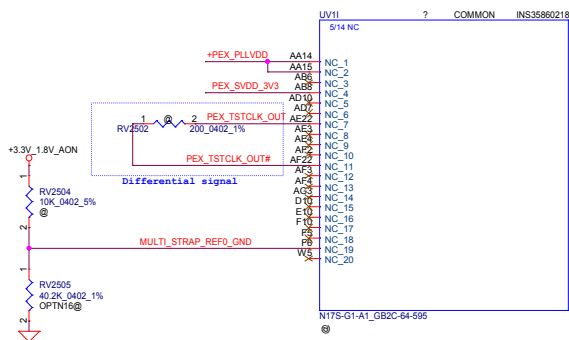 UV1I ? COMMON INS35860218
5/14 NC
+PEX_PLLVDD
AA14 NC_1
AA15 NC_2
AB6 NC_3
PEX_SVDD_3V3 AB8 NC_4
AD10 NC_5
AD7 NC_6
1 @ 2 PEX_TSTCLK_OUT AE22 NC_7
RV2502 200_0402_1%
AE3 NC_8
AE4 NC_9
AF2 NC_10
PEX_TSTCLK_OUT# AF22 NC_11
AF3 NC_12
AF4 NC_13
AG3 NC_14
D10 NC_15
E10 NC_16
F10 NC_17
F5 NC_18
MULTI_STRAP_REF0_GND F6 NC_19
W5 NC_20
Differential signal
+3.3V_1.8V_AON
1
RV2504
10K_0402_5%
@
2
1
RV2505
40.2K_0402_1%
OPTN16@
2
N17S-G1-A1_GB2C-64-595
@